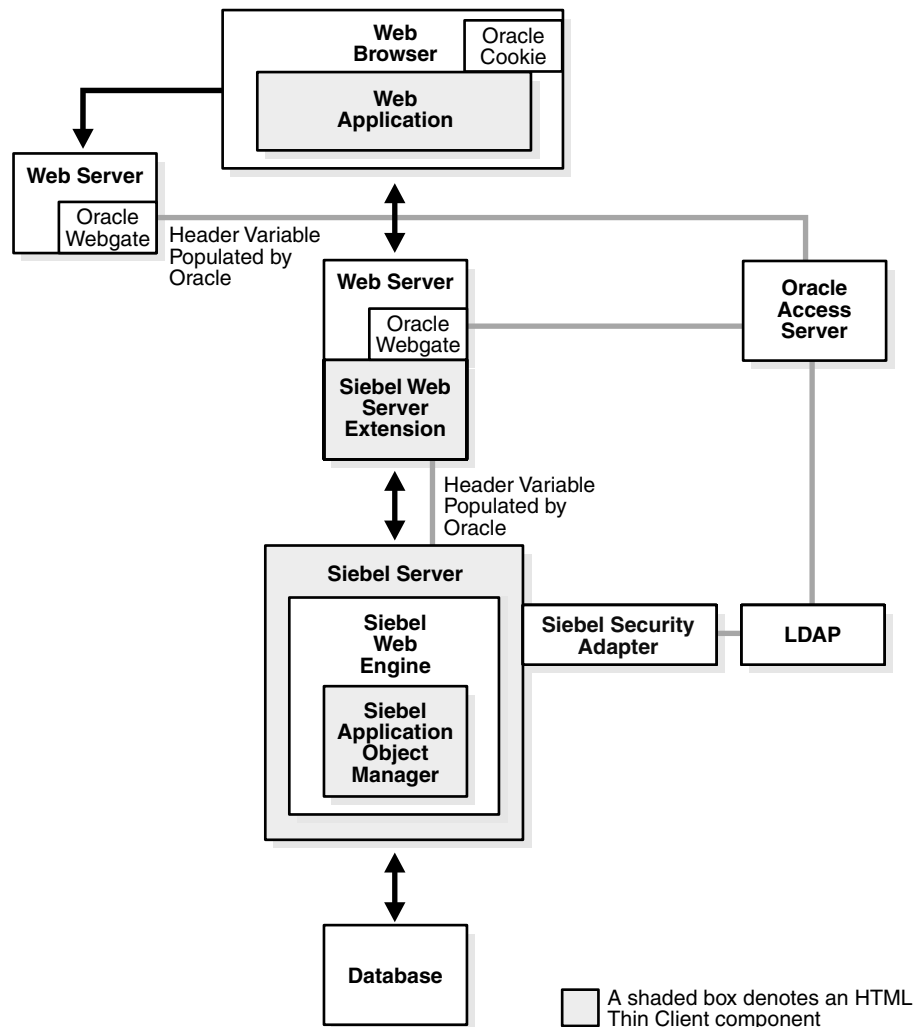 Web
Browser
Oracle
Cookie
Web
Application
Web Server
Oracle
Webgate
Header Variable
Populated by
Oracle
Web Server
Oracle
Webgate
Siebel Web
Server
Extension
Oracle
Access
Server
Header Variable
Populated by
Oracle
Siebel Server
Siebel
Web
Engine
Siebel
Application
Object
Manager
Siebel Security
Adapter
LDAP
Database
A shaded box denotes an HTML
Thin Client component